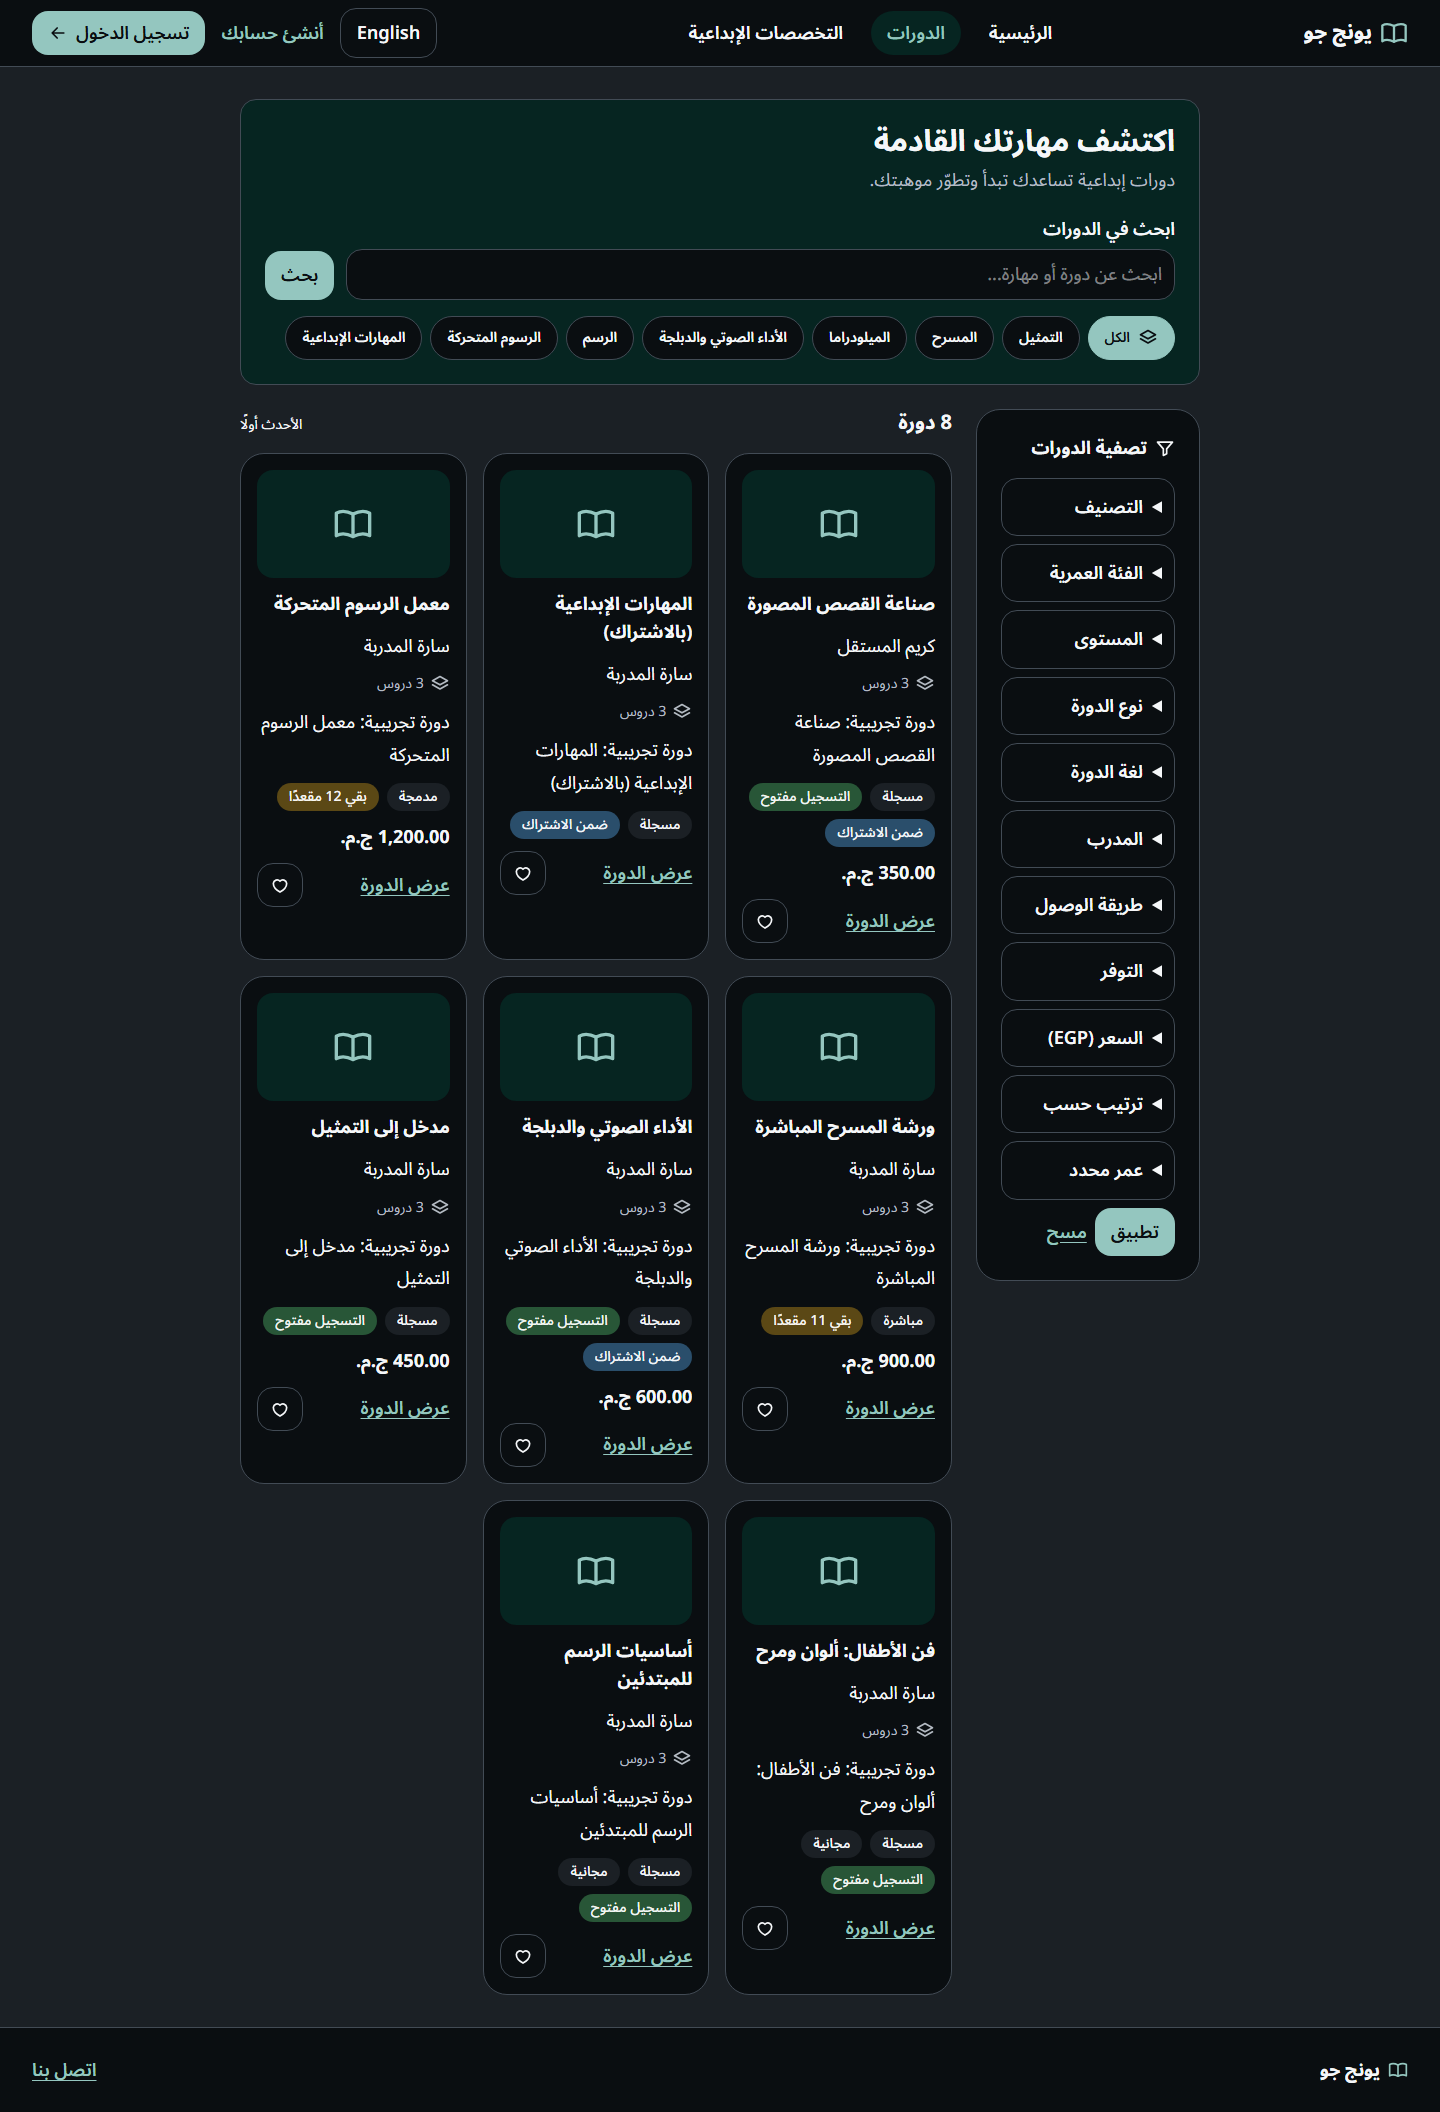 يونج جو
الرئيسية
الدورات
التخصصات الإبداعية
English
أنشئ حسابك
تسجيل الدخول
اكتشف مهارتك القادمة
دورات إبداعية تساعدك تبدأ وتطوّر موهبتك.
ابحث في الدورات
ابحث عن دورة أو مهارة...
بحث
الكل
التمثيل
المسرح
الميلودراما
الأداء الصوتي والدبلجة
الرسم
الرسوم المتحركة
المهارات الإبداعية
تصفية الدورات
التصنيف
الفئة العمرية
المستوى
نوع الدورة
لغة الدورة
المدرب
طريقة الوصول
التوفر
السعر (EGP)
ترتيب حسب
عمر محدد
تطبيق
مسح
8 دورة
الأحدث أولًا
صناعة القصص المصورة
كريم المستقل
3 دروس
دورة تجريبية: صناعة
القصص المصورة
مسجلة
التسجيل مفتوح
ضمن الاشتراك
350.00 ج.م.
عرض الدورة
المهارات الإبداعية
(بالاشتراك)
سارة المدربة
3 دروس
دورة تجريبية: المهارات
الإبداعية (بالاشتراك)
مسجلة
ضمن الاشتراك
عرض الدورة
معمل الرسوم المتحركة
سارة المدربة
3 دروس
دورة تجريبية: معمل الرسوم
المتحركة
مدمجة
بقي 12 مقعدًا
1,200.00 ج.م.
عرض الدورة
ورشة المسرح المباشرة
سارة المدربة
3 دروس
دورة تجريبية: ورشة المسرح
المباشرة
مباشرة
بقي 11 مقعدًا
900.00 ج.م.
عرض الدورة
الأداء الصوتي والدبلجة
سارة المدربة
3 دروس
دورة تجريبية: الأداء الصوتي
والدبلجة
مسجلة
التسجيل مفتوح
ضمن الاشتراك
600.00 ج.م.
عرض الدورة
مدخل إلى التمثيل
سارة المدربة
3 دروس
دورة تجريبية: مدخل إلى
التمثيل
مسجلة
التسجيل مفتوح
450.00 ج.م.
عرض الدورة
فن الأطفال: ألوان ومرح
سارة المدربة
3 دروس
دورة تجريبية: فن الأطفال:
ألوان ومرح
مسجلة
مجانية
التسجيل مفتوح
عرض الدورة
أساسيات الرسم
للمبتدئين
سارة المدربة
3 دروس
دورة تجريبية: أساسيات
الرسم للمبتدئين
مسجلة
مجانية
التسجيل مفتوح
عرض الدورة
يونج جو
اتصل بنا